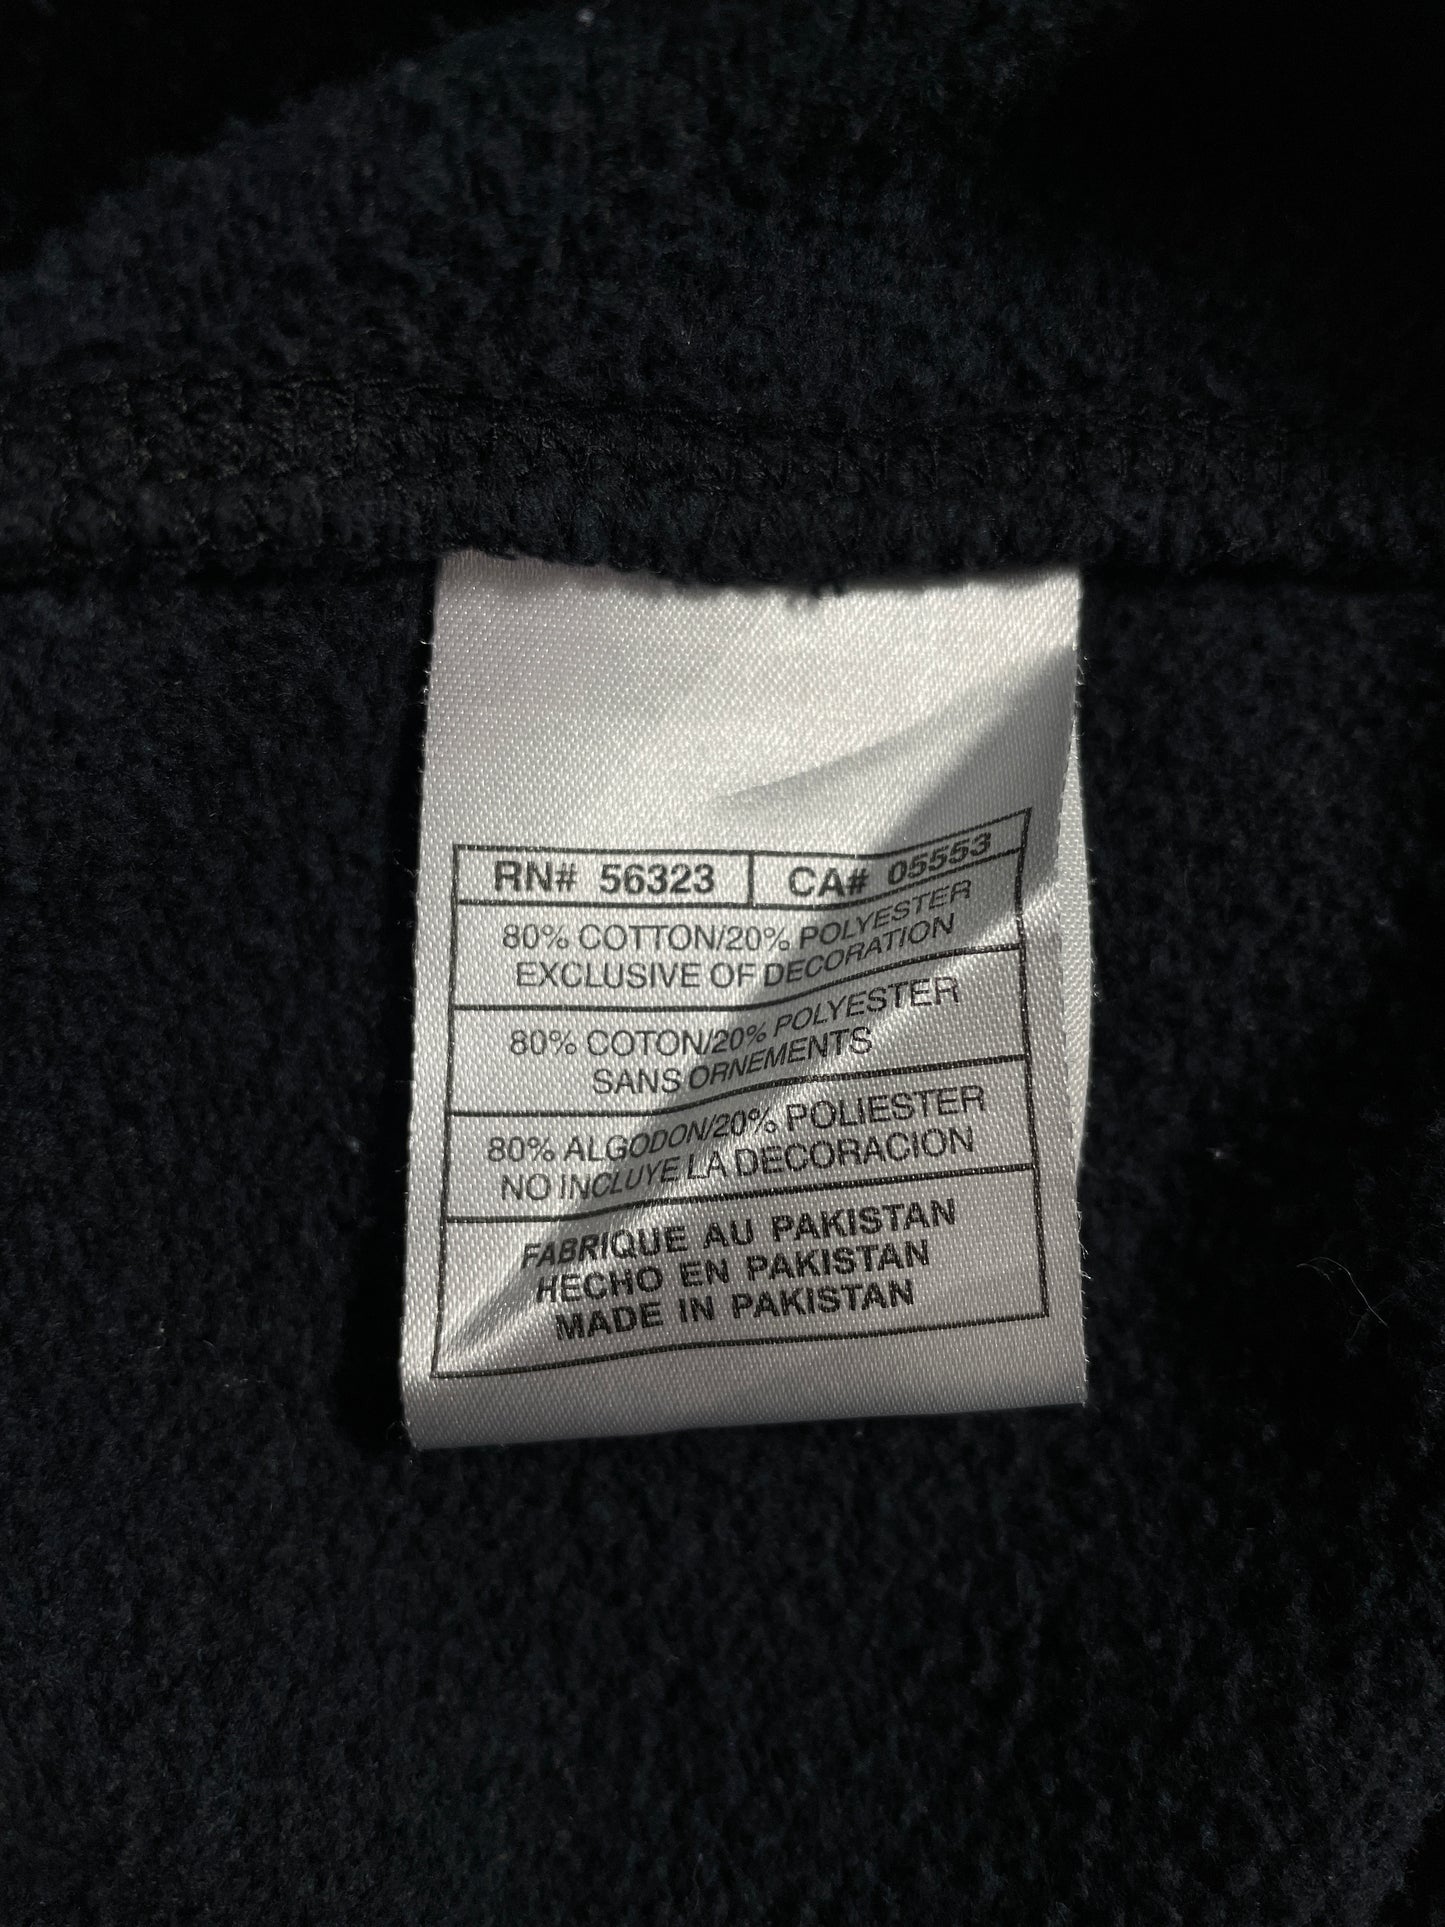 RN# 56323 CA# 05553
80% COTTON/20% POLYESTER
EXCLUSIVE OF DECORATION
80% COTON/20% POLYESTER
SANS ORNEMENTS
80% ALGODON/20% POLIESTER
NO INCLUYE LA DECORACION
FABRIQUE AU PAKISTAN
HECHO EN PAKISTAN
MADE IN PAKISTAN